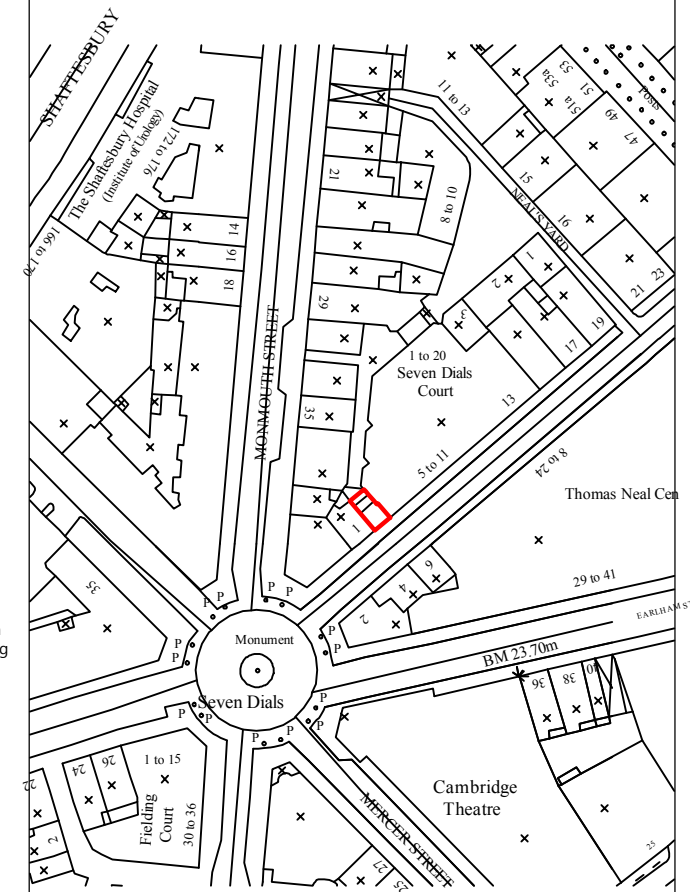 SHAFTESBURY
The Shaftesbury Hospital
(Institute of Urology)
172 to 176
166 to 170
14
16
18
MONMOUTH STREET
21
29
35
11 to 13
8 to 10
53a
53
51
51a
49
47
Posts
15
16
NEAL'S YARD
21
23
1
2
3
19
17
13
1 to 20
Seven Dials
Court
5 to 11
1
8 to 24
Thomas Neal Cen
29 to 41
EARLHAM ST
BM 23.70m
2
4
6
35
P
P
P
P
Monument
P
P
P
P
Seven Dials
P
P
P
P
P
P
g
36
38
40
Cambridge
Theatre
MERCER STREET
27
25
25
1 to 15
Fielding
Court
30 to 36
24
26
22
2